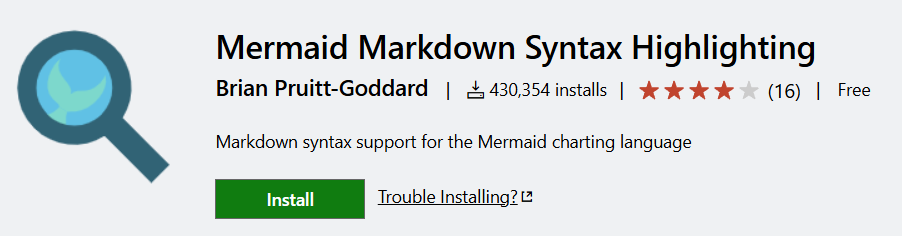 Mermaid Markdown Syntax Highlighting
Brian Pruitt-Goddard | 430,354 installs | (16) | Free
Markdown syntax support for the Mermaid charting language
Install Trouble Installing?